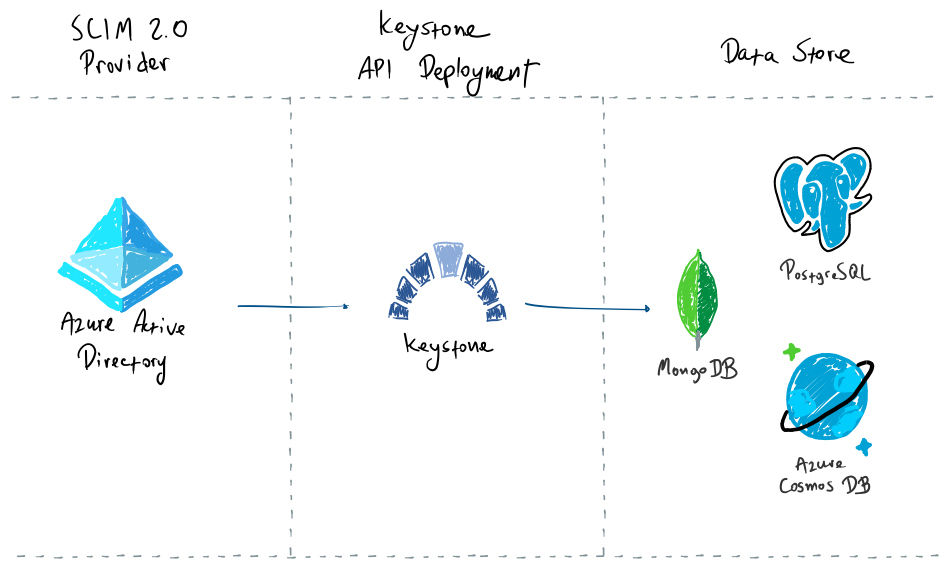 SCIM 2.0
Provider
Keystone
API Deployment
Data Store
Azure Active
Directory
Keystone
MongoDB
PostgreSQL
Azure
Cosmos DB